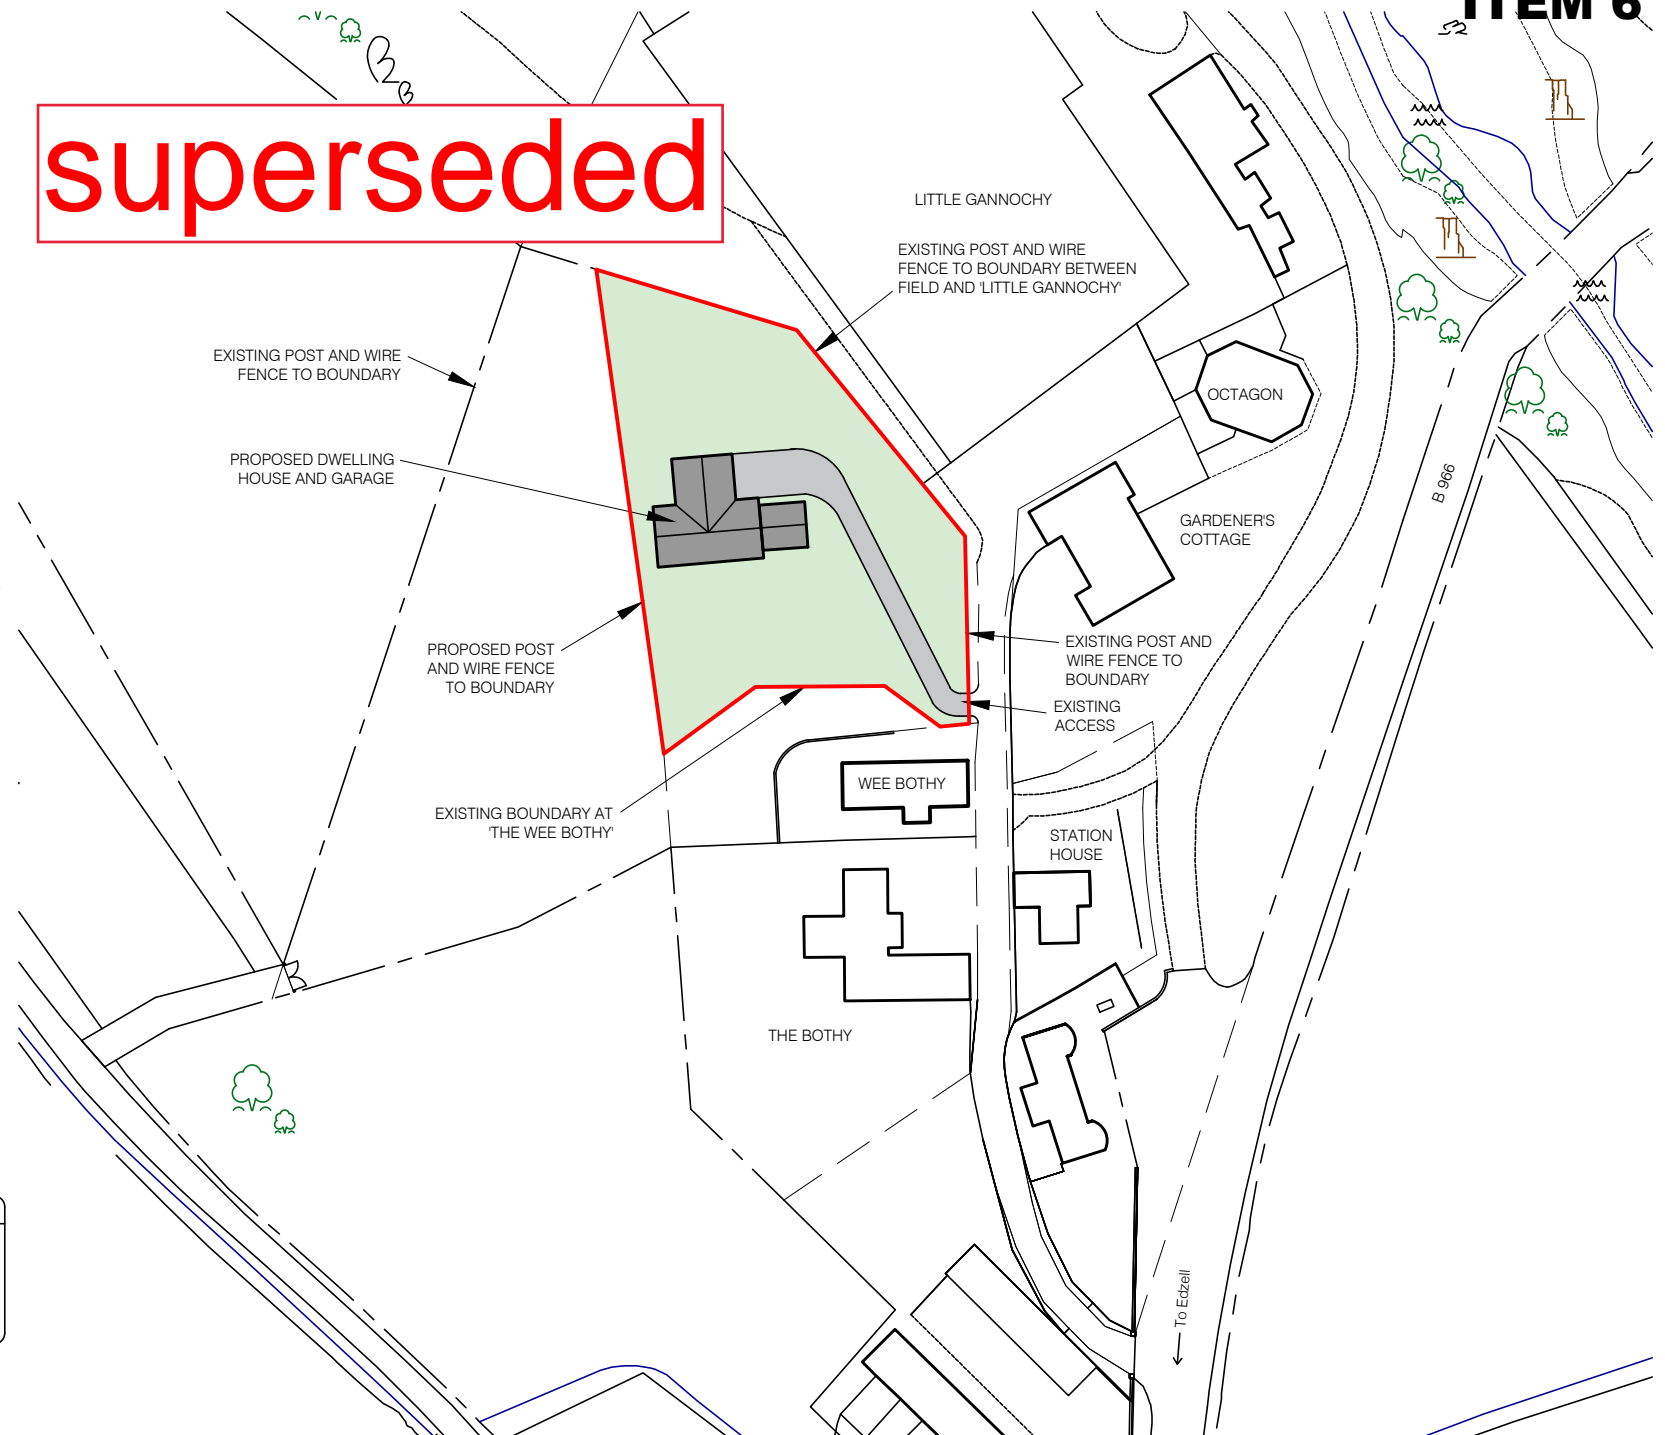 ITEM 6
superseded
LITTLE GANNOCHY
EXISTING POST AND WIRE
FENCE TO BOUNDARY BETWEEN
FIELD AND 'LITTLE GANNOCHY'
EXISTING POST AND WIRE
FENCE TO BOUNDARY
OCTAGON
PROPOSED DWELLING
HOUSE AND GARAGE
B 966
GARDENER'S
COTTAGE
PROPOSED POST
AND WIRE FENCE
TO BOUNDARY
EXISTING POST AND
WIRE FENCE TO
BOUNDARY
EXISTING
ACCESS
WEE BOTHY
EXISTING BOUNDARY AT
'THE WEE BOTHY'
STATION
HOUSE
THE BOTHY
To Edzell